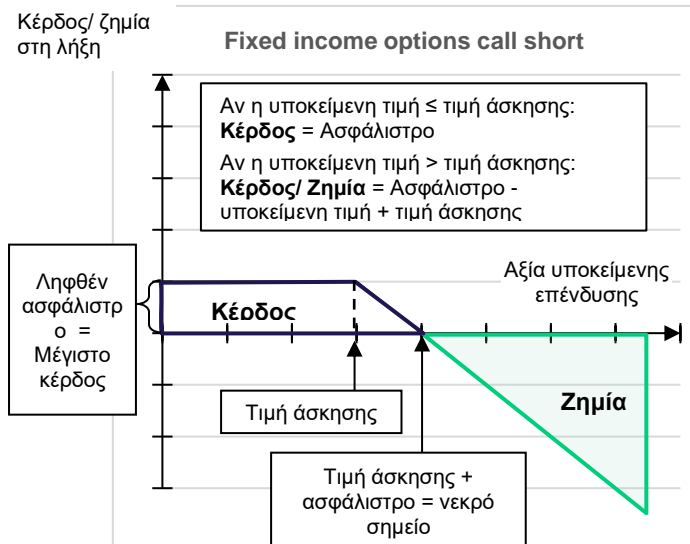 Κέρδος/ ζημία
στη λήξη
Fixed income options call short
Αν η υποκείμενη τιμή ≤ τιμή άσκησης:
Κέρδος = Ασφάλιστρο
Αν η υποκείμενη τιμή > τιμή άσκησης:
Κέρδος/ Ζημία = Ασφάλιστρο -
υποκείμενη τιμή + τιμή άσκησης
Ληφθέν
ασφάλιστρ
ο =
Μέγιστο
κέρδος
Κέρδος
Αξία υποκείμενης
επένδυσης
Τιμή άσκησης
Ζημία
Τιμή άσκησης +
ασφάλιστρο = νεκρό
σημείο